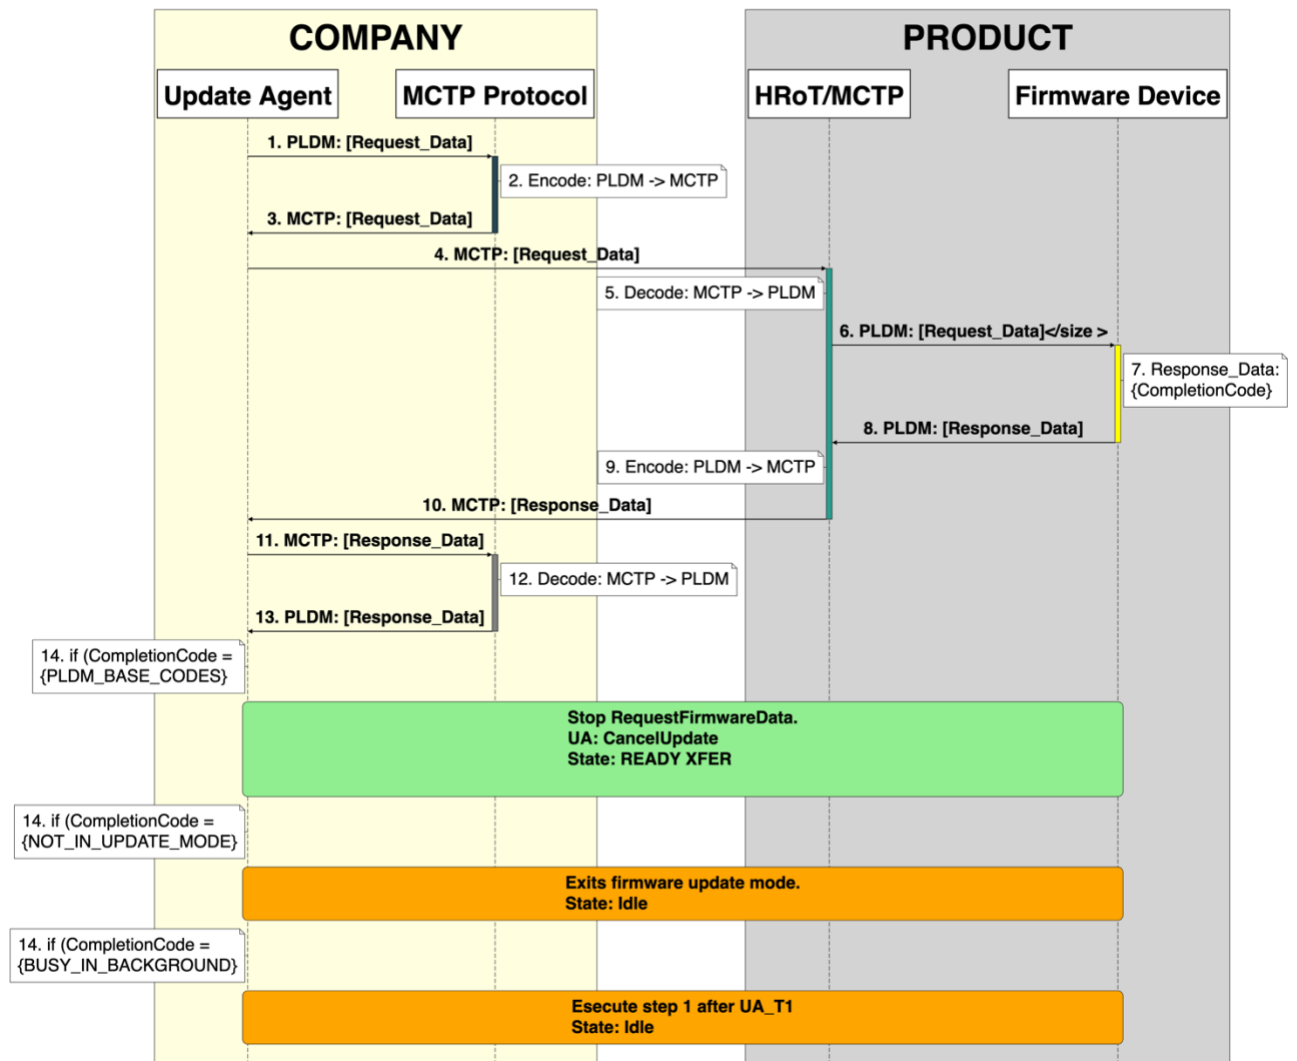 COMPANY
PRODUCT
Update Agent
MCTP Protocol
HRoT/MCTP
Firmware Device
1. PLDM: [Request_Data]
2. Encode: PLDM -> MCTP
3. MCTP: [Request_Data]
4. MCTP: [Request_Data]
5. Decode: MCTP -> PLDM
6. PLDM: [Request_Data]</size >
7. Response_Data:
{CompletionCode}
8. PLDM: [Response_Data]
9. Encode: PLDM -> MCTP
10. MCTP: [Response_Data]
11. MCTP: [Response_Data]
12. Decode: MCTP -> PLDM
13. PLDM: [Response_Data]
14. if (CompletionCode =
{PLDM_BASE_CODES}
Stop RequestFirmwareData.
UA: CancelUpdate
State: READY XFER
14. if (CompletionCode =
{NOT_IN_UPDATE_MODE}
Exits firmware update mode.
State: Idle
14. if (CompletionCode =
{BUSY_IN_BACKGROUND}
Esecute step 1 after UA_T1
State: Idle